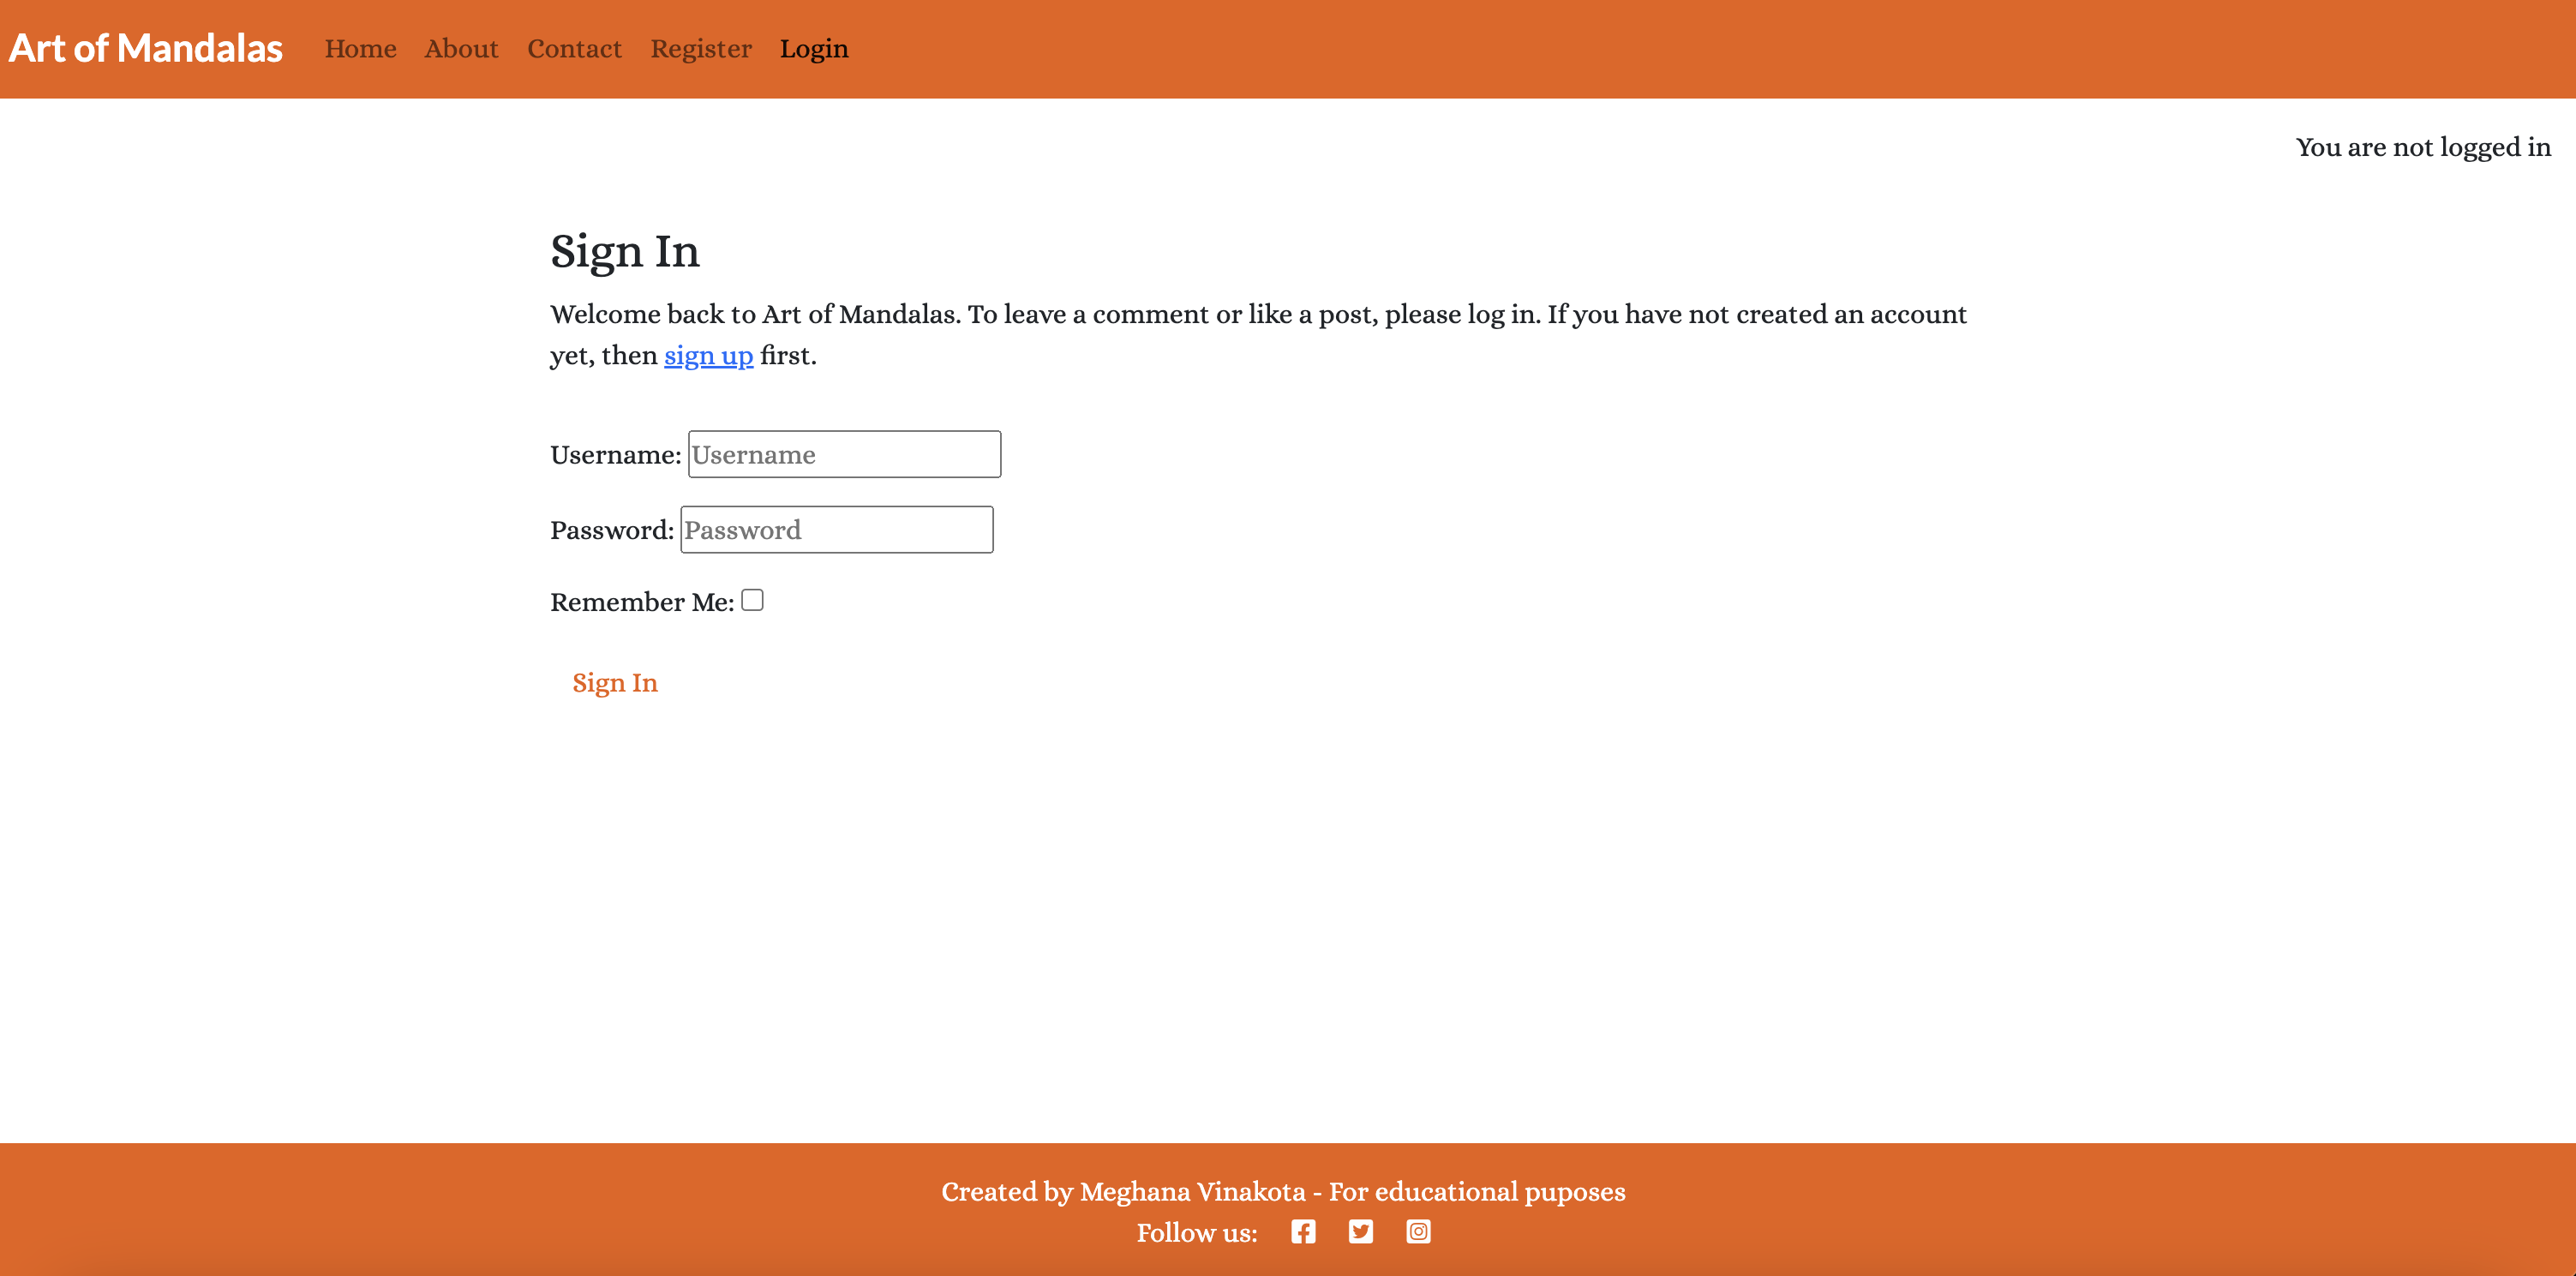 Art of Mandalas Home About Contact Register Login
You are not logged in
Sign In
Welcome back to Art of Mandalas. To leave a comment or like a post, please log in. If you have not created an account
yet, then sign up first.
Username: Username
Password: Password
Remember Me:
Sign In
Created by Meghana Vinakota - For educational puposes
Follow us: